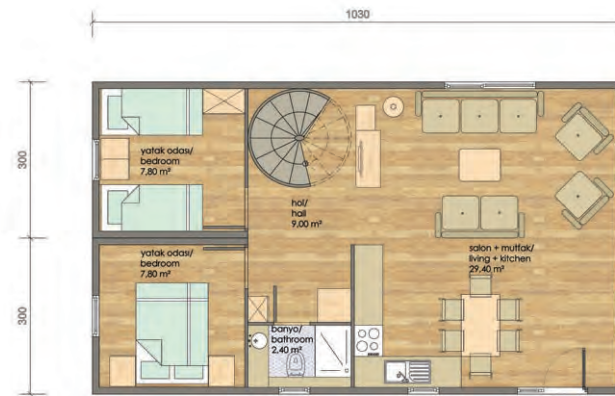 1030
300
yatak odası/
bedroom
7,80 m²
hol/
hall
9,00 m²
300
yatak odası/
bedroom
7,80 m²
salon + mutfak/
living + kitchen
29,40 m²
banyo/
bathroom
2,40 m²